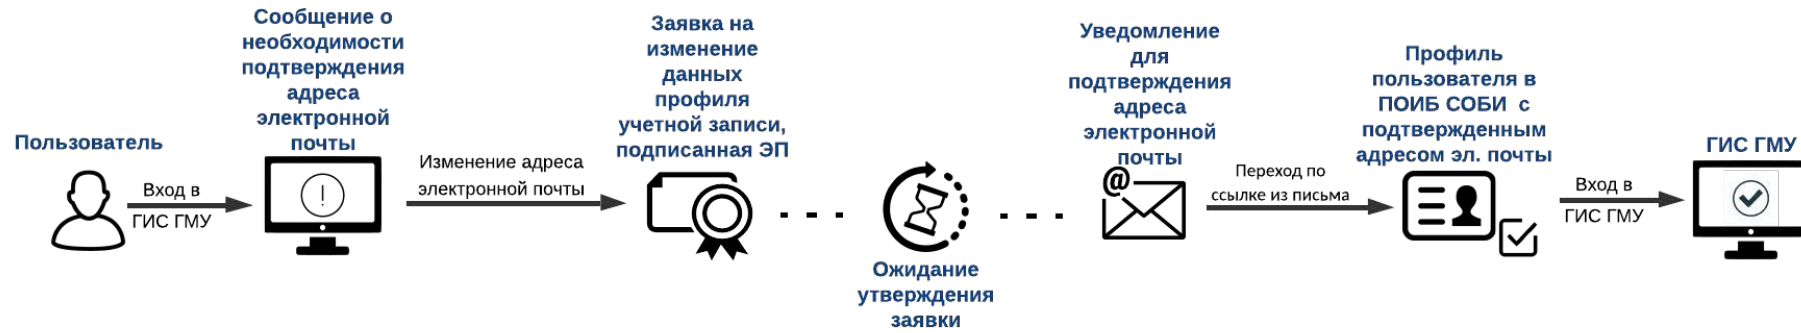 Пользователь
Вход в
ГИС ГМУ
Сообщение о
необходимости
подтверждения
адреса
электронной
почты
Изменение адреса
электронной почты
Заявка на
изменение
данных
профиля
учетной записи,
подписанная ЭП
Ожидание
утверждения
заявки
Уведомление
для
подтверждения
адреса
электронной
почты
@
Переход по
ссылке из письма
Профиль
пользователя в
ПОИБ СОБИ с
подтвержденным
адресом эл. почты
Вход в
ГИС ГМУ
ГИС ГМУ